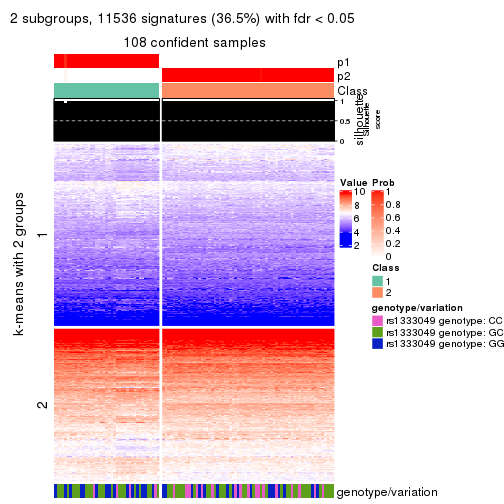 2 subgroups, 11536 signatures (36.5%) with fdr < 0.05
108 confident samples
p1
p2
Class
silhouette
1
0.5
0
Silhouette
score
k-means with 2 groups
1
2
Value
10
8
6
4
2
Prob
1
0.8
0.6
0.4
0.2
0
Class
1
2
genotype/variation
rs1333049 genotype: CC
rs1333049 genotype: GC
rs1333049 genotype: GG
genotype/variation